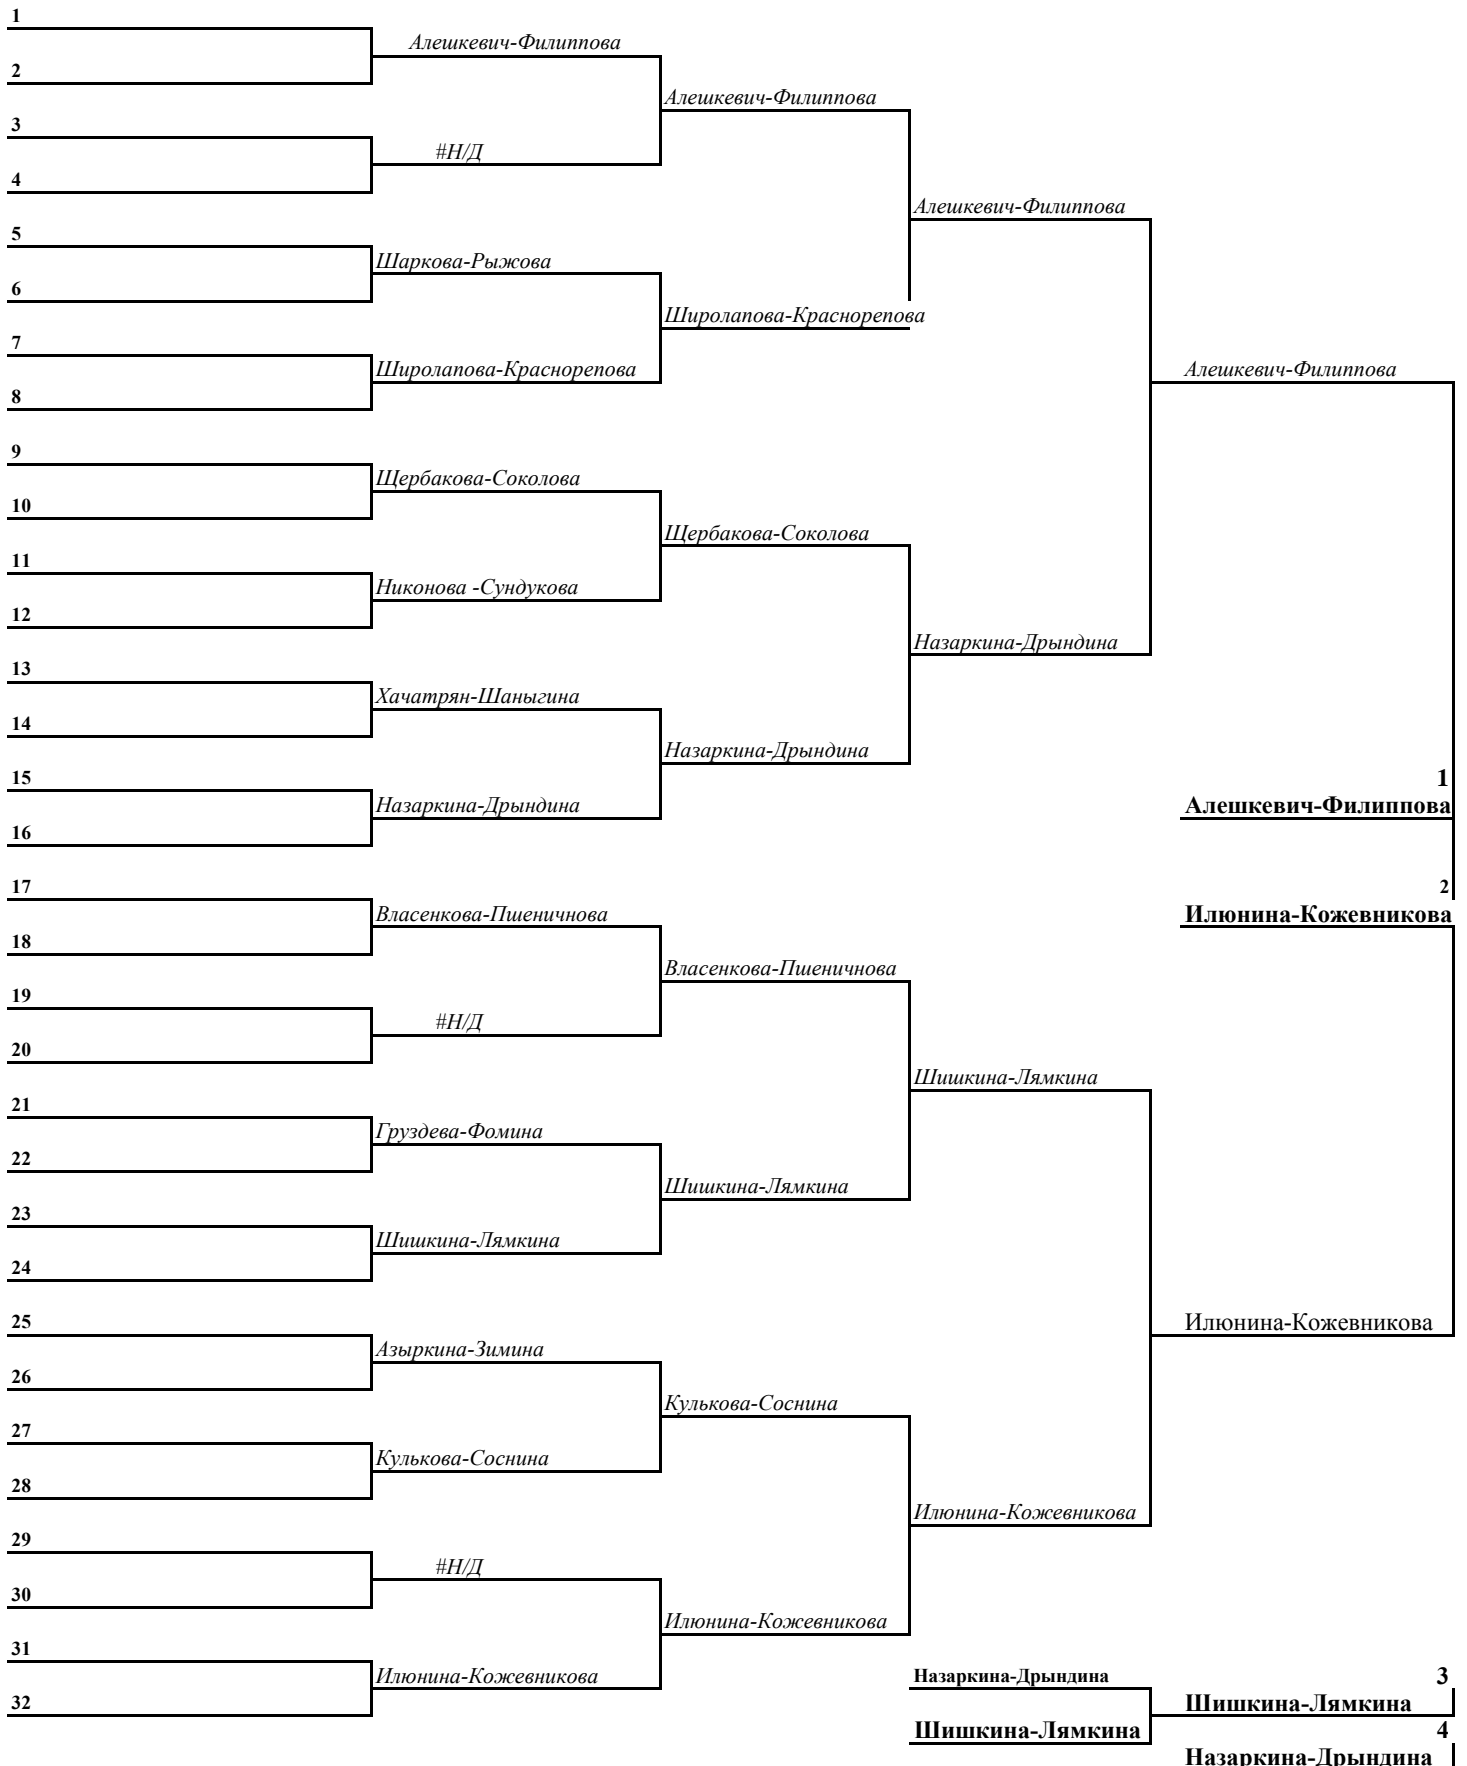 1
Алешкевич-Филиппова
2
Алешкевич-Филиппова
3
#Н/Д
4
Алешкевич-Филиппова
5
Шаркова-Рыжова
6
Широлапова-Краснорепова
7
Широлапова-Краснорепова
Алешкевич-Филиппова
8
9
Щербакова-Соколова
10
Щербакова-Соколова
11
Никонова -Сундукова
12
Назаркина-Дрындина
13
Хачатрян-Шаныгина
14
Назаркина-Дрындина
15
1
Назаркина-Дрындина
Алешкевич-Филиппова
16
17
2
Власенкова-Пшеничнова
Илюнина-Кожевникова
18
Власенкова-Пшеничнова
19
#Н/Д
20
Шишкина-Лямкина
21
Груздева-Фомина
22
Шишкина-Лямкина
23
Шишкина-Лямкина
24
25
Илюнина-Кожевникова
Азыркина-Зимина
26
Кулькова-Соснина
27
Кулькова-Соснина
28
Илюнина-Кожевникова
29
#Н/Д
30
Илюнина-Кожевникова
31
Илюнина-Кожевникова
Назаркина-Дрындина
3
32
Шишкина-Лямкина
Шишкина-Лямкина
4
Назаркина-Дрындина